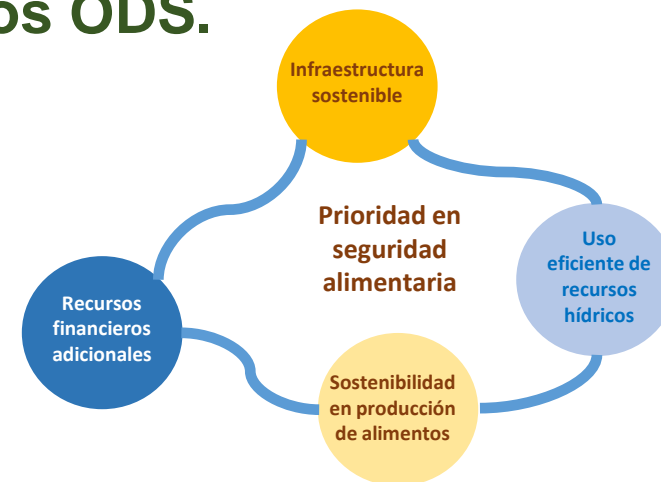 os ODS.
Infraestructura
sostenible
Prioridad en
seguridad
alimentaria
Uso
eficiente de
recursos
hídricos
Recursos
financieros
adicionales
Sostenibilidad
en producción
de alimentos